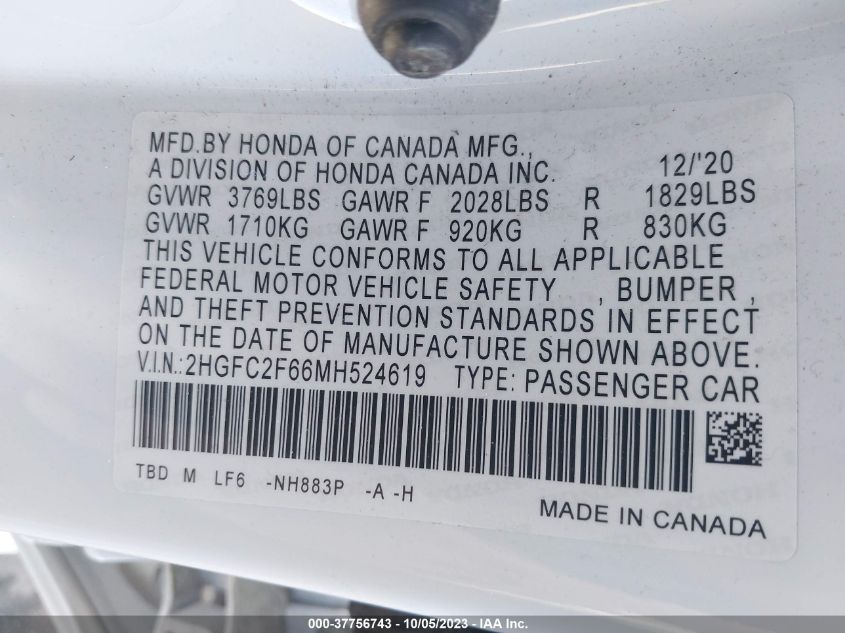 MFD.BY HONDA OF CANADA MFG.,
A DIVISION OF HONDA CANADA INC. 12/'20
GVWR 3769LBS GAWR F 2028LBS R 1829LBS
GVWR 1710KG GAWR F 920KG R 830KG
THIS VEHICLE CONFORMS TO ALL APPLICABLE
FEDERAL MOTOR VEHICLE SAFETY , BUMPER ,
AND THEFT PREVENTION STANDARDS IN EFFECT
ON THE DATE OF MANUFACTURE SHOWN ABOVE.
V.I.N.:2HGFC2F66MH524619 TYPE: PASSENGER CAR
TBD M LF6 -NH883P -A -H
MADE IN CANADA
000-37756743 - 10/05/2023 - IAA Inc.